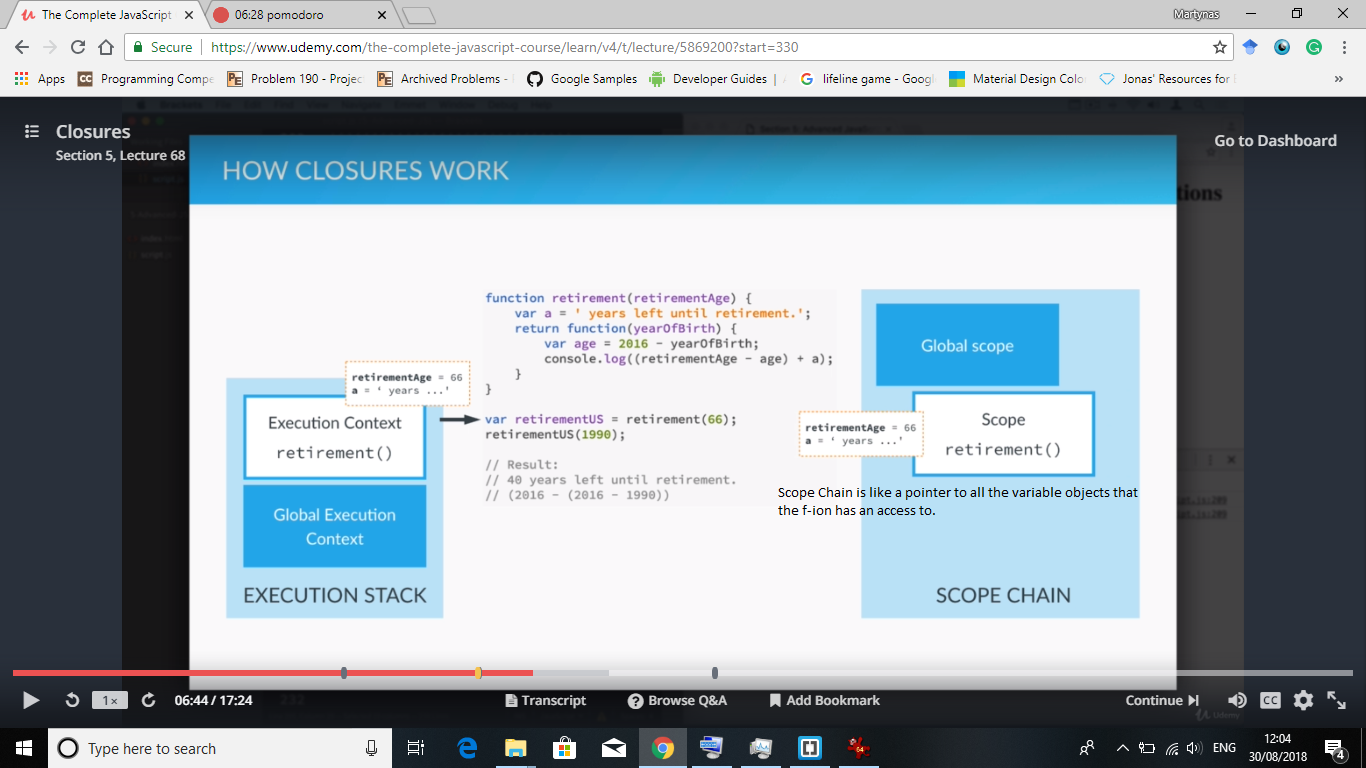 The Complete JavaScript
06:28 pomodoro
Martynas
Secure
https://www.udemy.com/the-complete-javascript-course/learn/v4/t/lecture/5869200?start=330
Apps
Programming Compe
Problem 190 - Projec
Archived Problems -
Google Samples
Developer Guides |
lifeline game - Googl
Material Design Colo
Jonas' Resources for
»
Closures
Section 5, Lecture 68
Go to Dashboard
HOW CLOSURES WORK
tions
function retirement(retirementAge) {
var a = ' years left until retirement.';
return function(yearOfBirth) {
var age = 2016 - yearOfBirth;
console.log((retirementAge - age) + a);
}
}
var retirementUS = retirement(66);
retirementUS(1990);
// Result:
// 40 years left until retirement.
// (2016 - (2016 - 1990))
retirementAge = 66
a = ' years ...'
Execution Context
retirement()
Global Execution
Context
EXECUTION STACK
Global scope
retirementAge = 66
a = ' years ...'
Scope
retirement()
Scope Chain is like a pointer to all the variable objects that
the f-ion has an access to.
SCOPE CHAIN
1×
06:44 / 17:24
Transcript
Browse Q&A
Add Bookmark
Continue
CC
Type here to search
64
ENG
12:04
30/08/2018
4